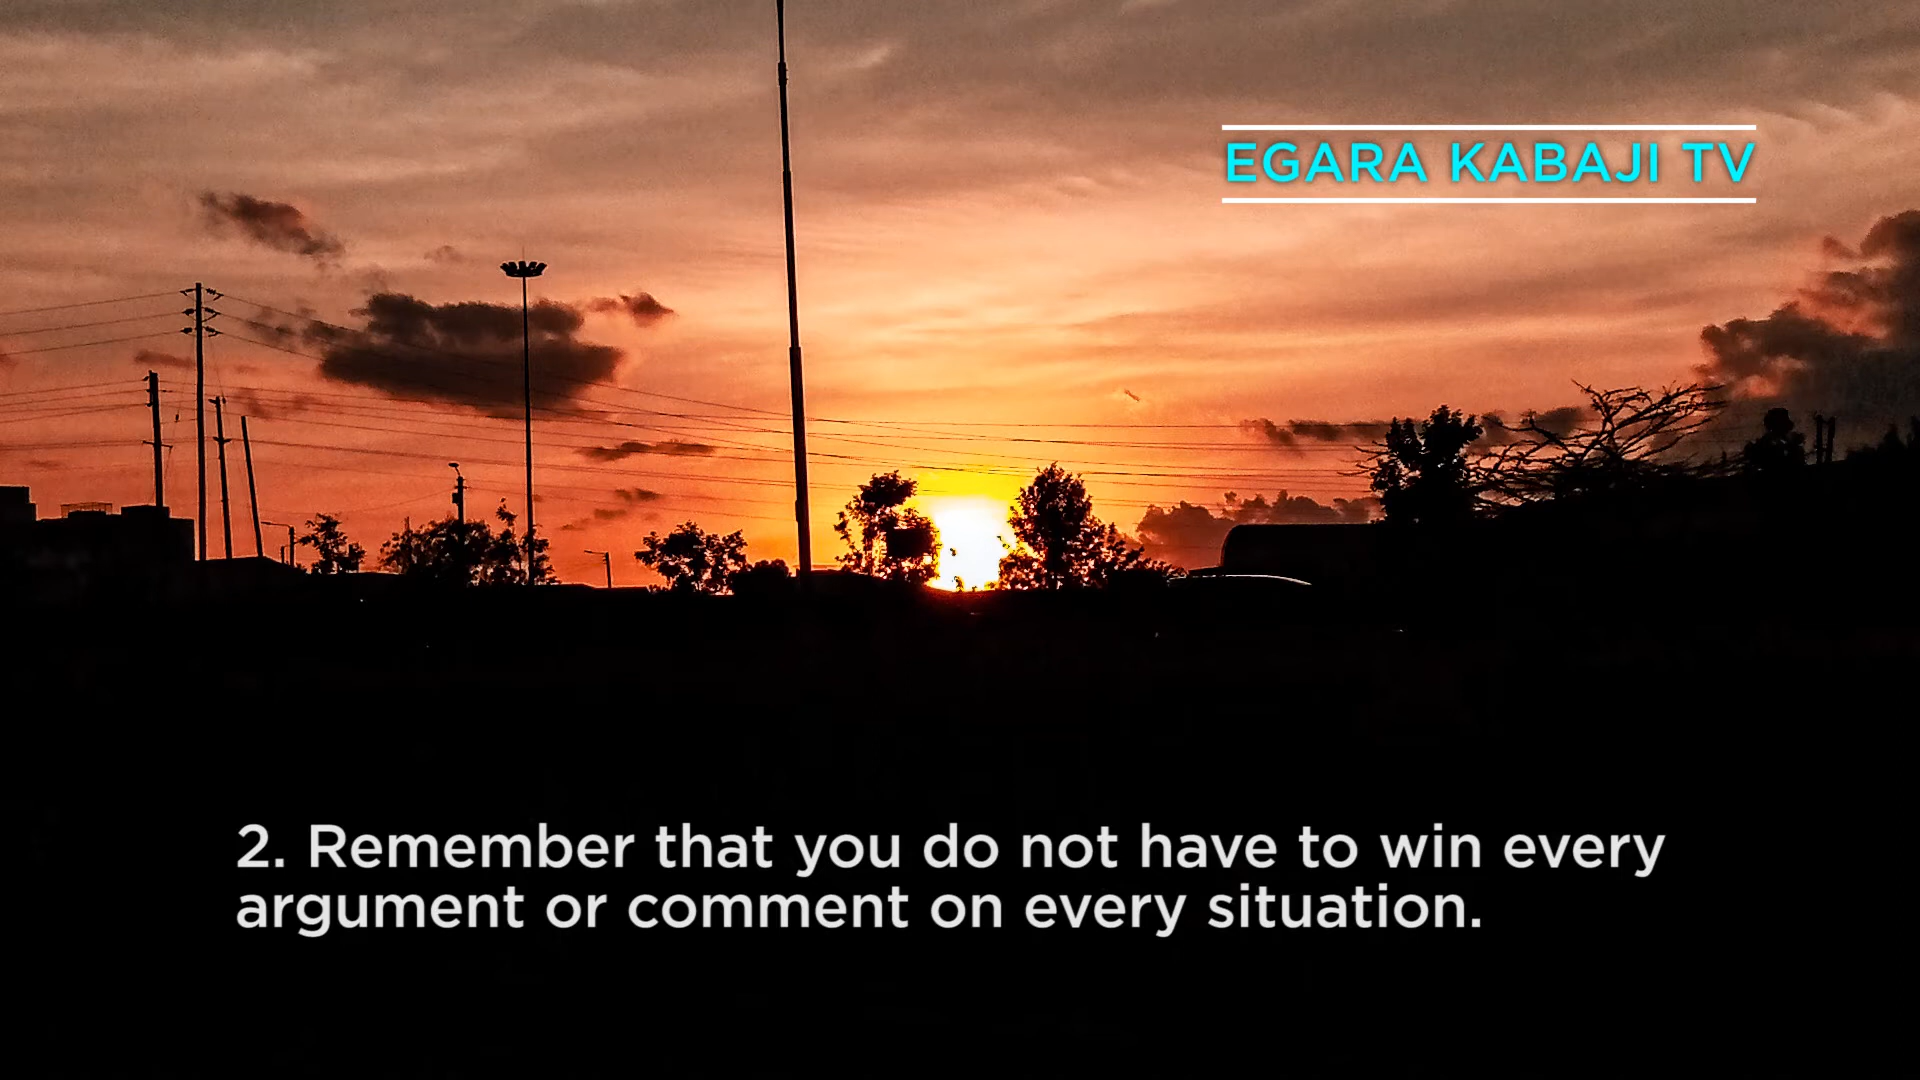 EGARA KABAJI TV
2. Remember that you do not have to win every
argument or comment on every situation.